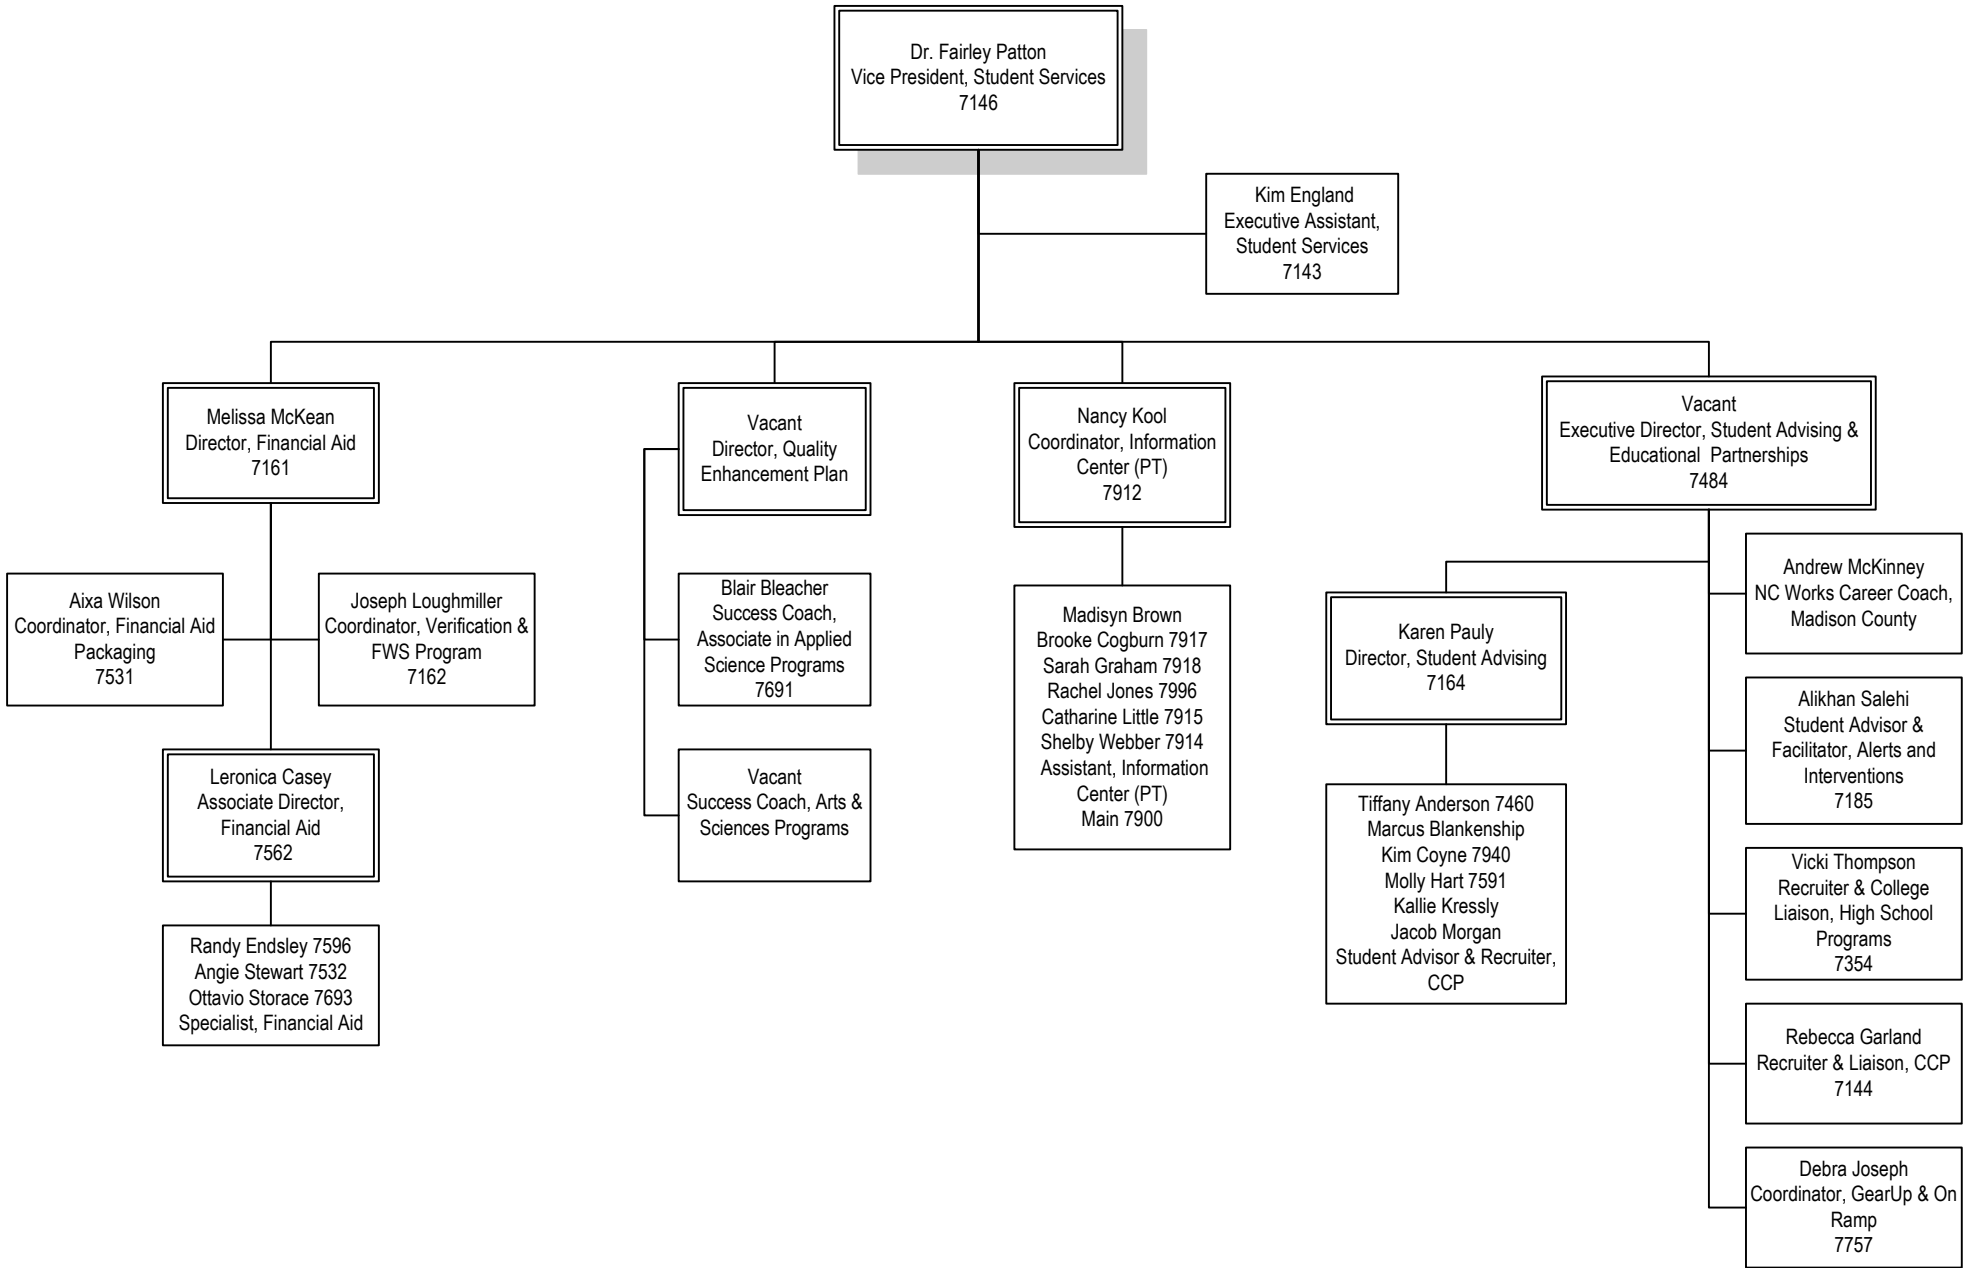 Dr. Fairley Patton
Vice President, Student Services
7146
Kim England
Executive Assistant,
Student Services
7143
Melissa McKean
Director, Financial Aid
7161
Vacant
Director, Quality
Enhancement Plan
Nancy Kool
Coordinator, Information
Center (PT)
7912
Vacant
Executive Director, Student Advising &
Educational Partnerships
7484
Aixa Wilson
Coordinator, Financial Aid
Packaging
7531
Joseph Loughmiller
Coordinator, Verification &
FWS Program
7162
Leronica Casey
Associate Director,
Financial Aid
7562
Randy Endsley 7596
Angie Stewart 7532
Ottavio Storace 7693
Specialist, Financial Aid
Blair Bleacher
Success Coach,
Associate in Applied
Science Programs
7691
Vacant
Success Coach, Arts &
Sciences Programs
Madisyn Brown
Brooke Cogburn 7917
Sarah Graham 7918
Rachel Jones 7996
Catharine Little 7915
Shelby Webber 7914
Assistant, Information
Center (PT)
Main 7900
Karen Pauly
Director, Student Advising
7164
Tiffany Anderson 7460
Marcus Blankenship
Kim Coyne 7940
Molly Hart 7591
Kallie Kressly
Jacob Morgan
Student Advisor & Recruiter,
CCP
Andrew McKinney
NC Works Career Coach,
Madison County
Alikhan Salehi
Student Advisor &
Facilitator, Alerts and
Interventions
7185
Vicki Thompson
Recruiter & College
Liaison, High School
Programs
7354
Rebecca Garland
Recruiter & Liaison, CCP
7144
Debra Joseph
Coordinator, GearUp & On
Ramp
7757